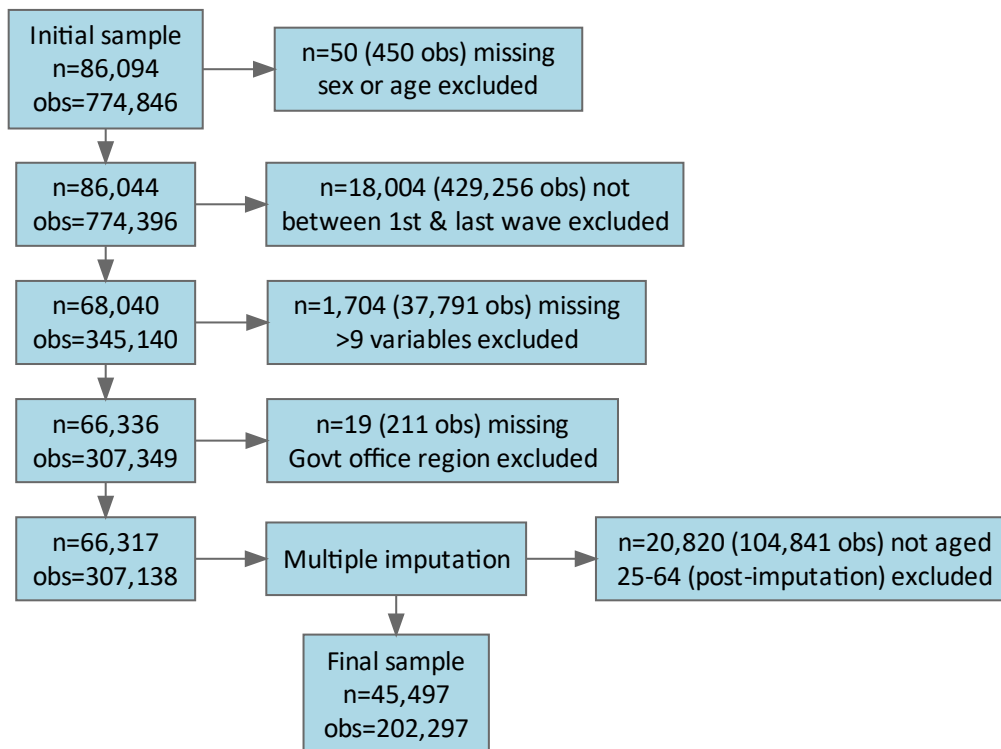 Initial sample
n=86,094
obs=774,846
n=50 (450 obs) missing
sex or age excluded
n=86,044
obs=774,396
n=18,004 (429,256 obs) not
between 1st & last wave excluded
n=68,040
obs=345,140
n=1,704 (37,791 obs) missing
>9 variables excluded
n=66,336
obs=307,349
n=19 (211 obs) missing
Govt office region excluded
n=66,317
obs=307,138
Multiple imputation
n=20,820 (104,841 obs) not aged
25-64 (post-imputation) excluded
Final sample
n=45,497
obs=202,297